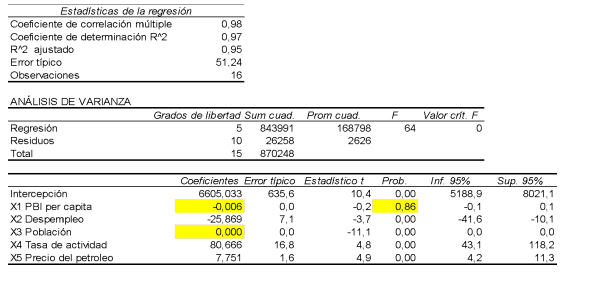 Estadísticas de la regresión
Coeficiente de correlación múltiple 0,98
Coeficiente de determinación R^2 0,97
R^2 ajustado 0,95
Error típico 51,24
Observaciones 16
ANÁLISIS DE VARIANZA
Grados de libertad Sum cuad. Prom cuad. F Valor crít. F
Regresión 5 843991 168798 64 0
Residuos 10 26258 2626
Total 15 870248
Coeficientes Error típico Estadístico t Prob. Inf. 95% Sup. 95%
Intercepción 6605,033 635,6 10,4 0,00 5188,9 8021,1
X1 PBI per capita -0,006 0,0 -0,2 0,86 -0,1 0,1
X2 Despempleo -25,869 7,1 -3,7 0,00 -41,6 -10,1
X3 Población 0,000 0,0 -11,1 0,00 0,0 0,0
X4 Tasa de actividad 80,666 16,8 4,8 0,00 43,1 118,2
X5 Precio del petroleo 7,751 1,6 4,9 0,00 4,2 11,3